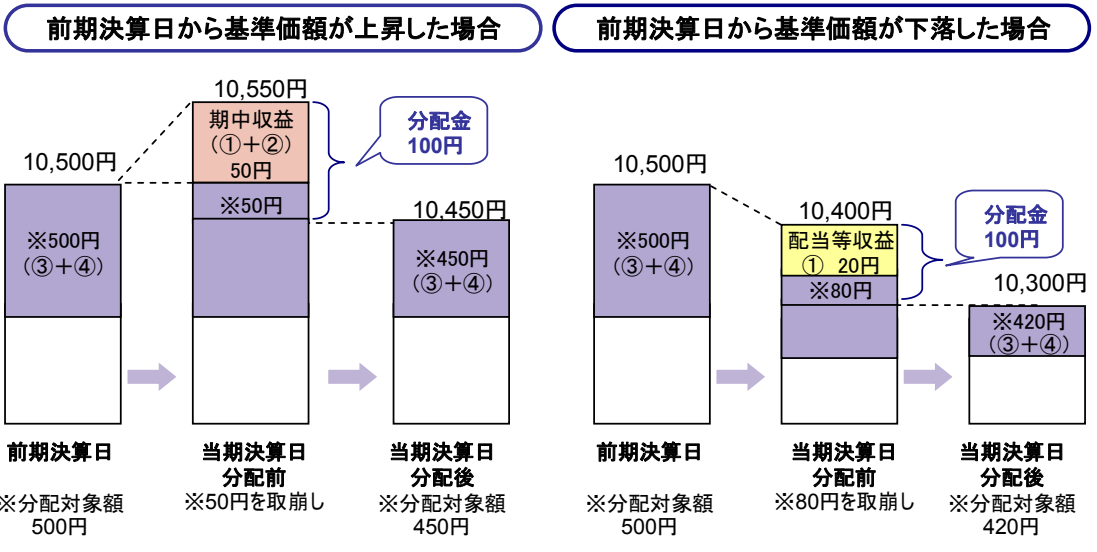 前期決算日から基準価額が上昇した場合
10,550円
期中収益
(①+②)
50円
※50円
分配金
100円
10,500円
※500円
(③+④)
10,450円
※450円
(③+④)
前期決算日
※分配対象額
500円
当期決算日
分配前
※50円を取崩し
当期決算日
分配後
※分配対象額
450円
前期決算日から基準価額が下落した場合
10,500円
※500円
(③+④)
10,400円
配当等収益
① 20円
※80円
分配金
100円
10,300円
※420円
(③+④)
前期決算日
※分配対象額
500円
当期決算日
分配前
※80円を取崩し
当期決算日
分配後
※分配対象額
420円